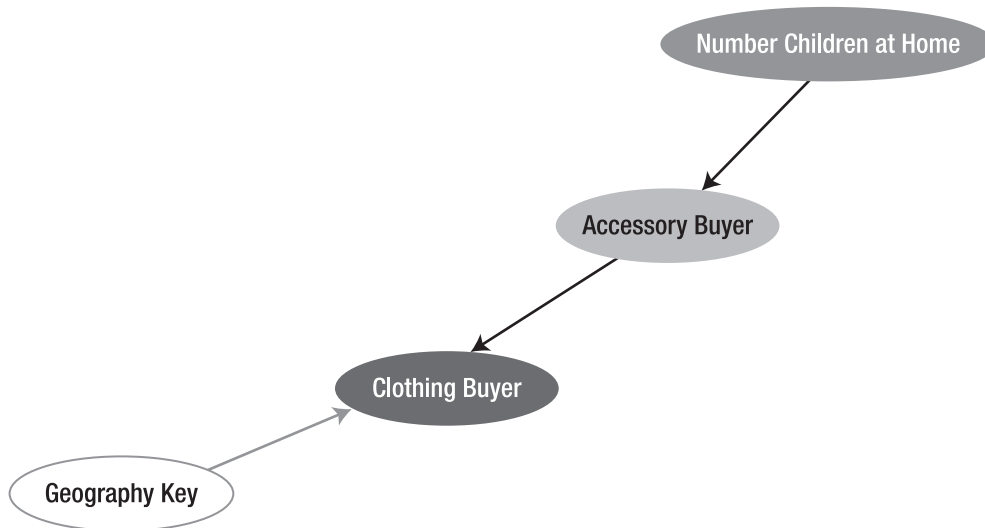 Number Children at Home
Accessory Buyer
Clothing Buyer
Geography Key